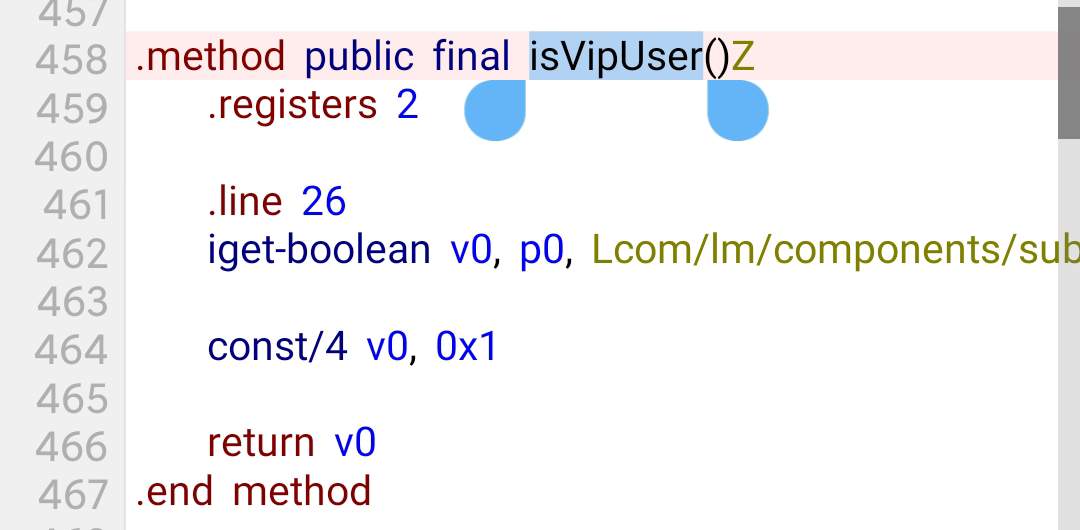 457
458 .method public final isVipUser()Z
459 .registers 2
460
461 .line 26
462 iget-boolean v0, p0, Lcom/lm/components/sub
463
464 const/4 v0, 0x1
465
466 return v0
467 .end method